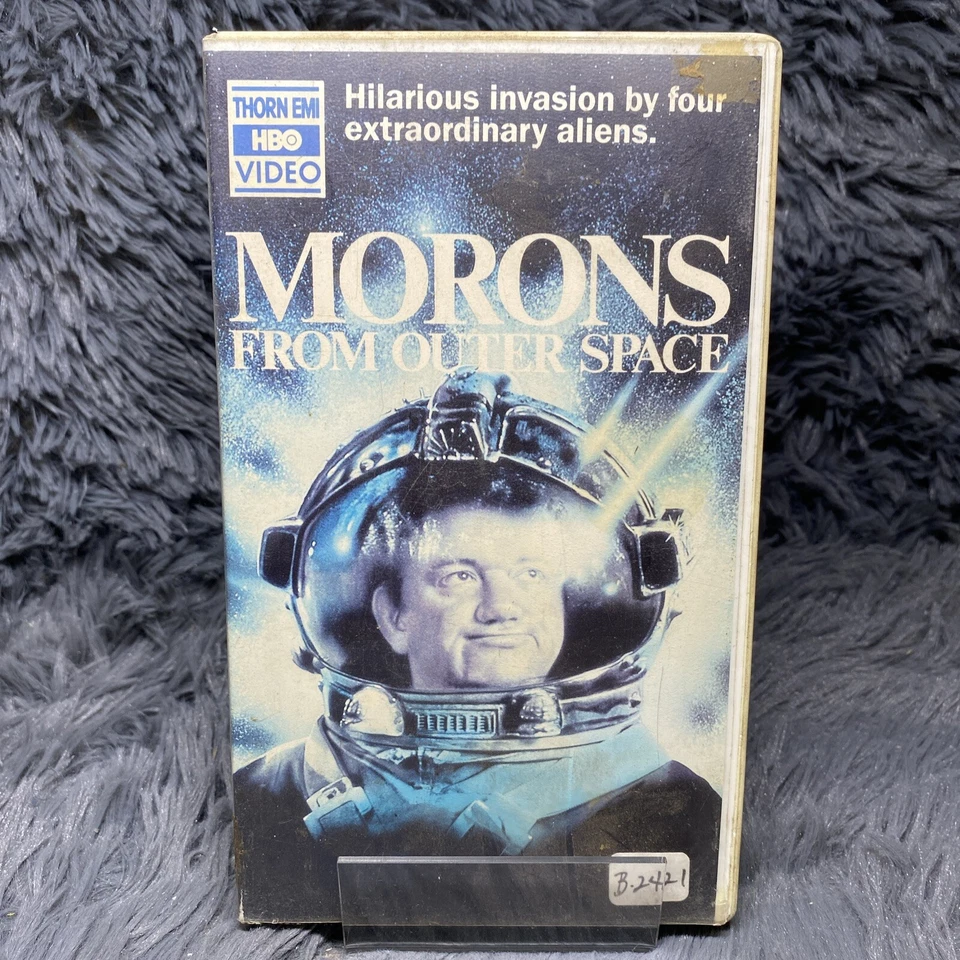 THORN EMI
HBO
VIDEO
Hilarious invasion by four
extraordinary aliens.
MORONS
FROM OUTER SPACE
B-2421